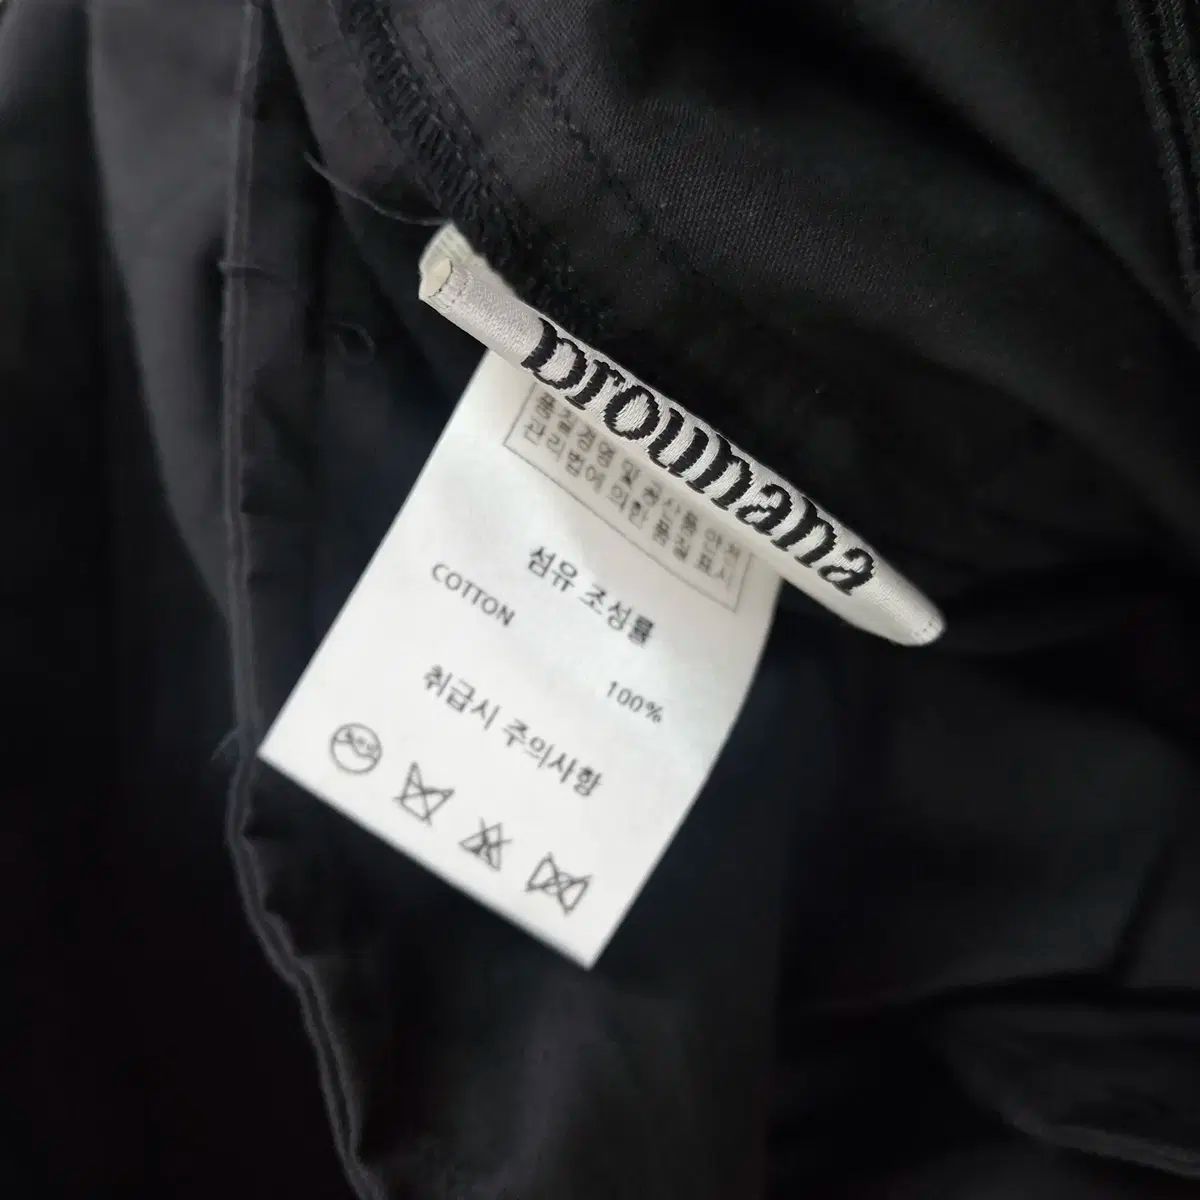 drounana
품질경영 및 공산품 안전
관리법에 의한 품질표시
섬유 조성률
COTTON 100%
취급시 주의사항